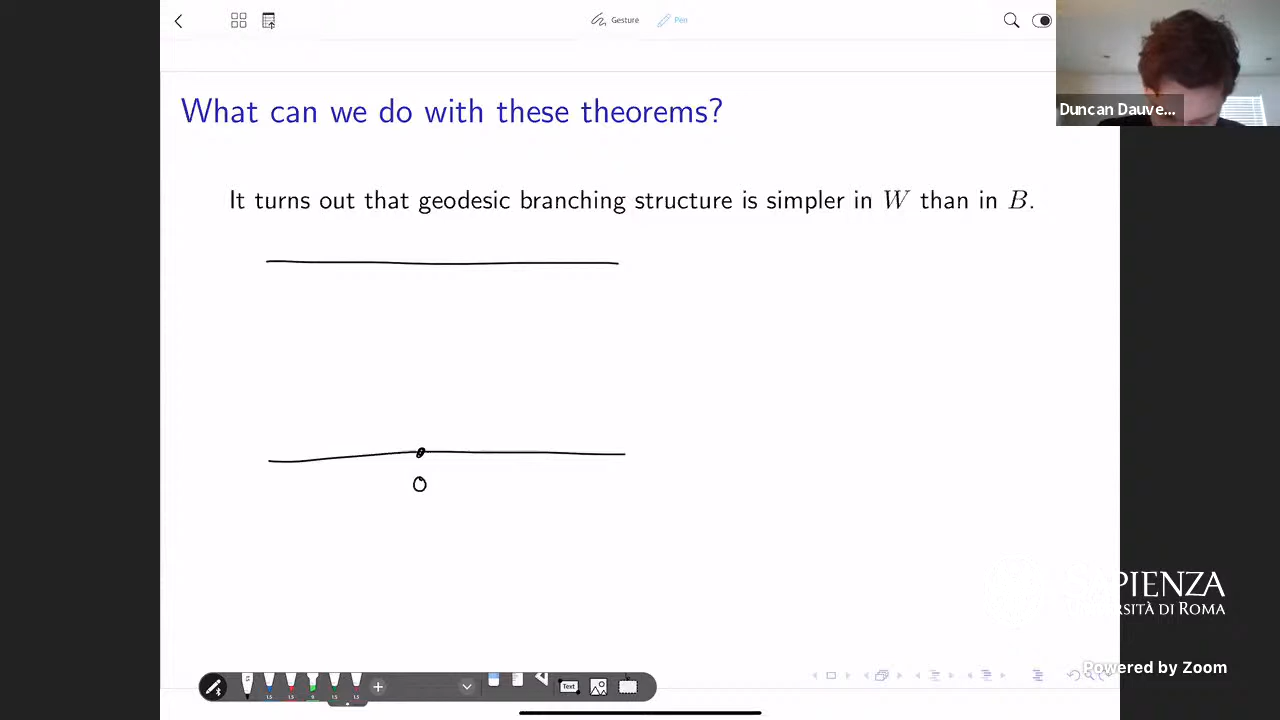 Gesture Pen
Duncan Dauve...
What can we do with these theorems?
It turns out that geodesic branching structure is simpler in W than in B.
0
SAPIENZA
UNIVERSITÀ DI ROMA
Powered by Zoom
Text